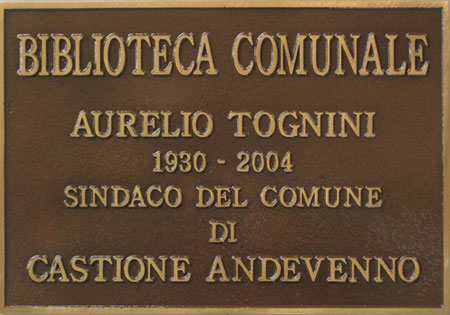 BIBLIOTECA COMUNALE
AURELIO TOGNINI
1930 - 2004
SINDACO DEL COMUNE
DI
CASTIONE ANDEVENNO